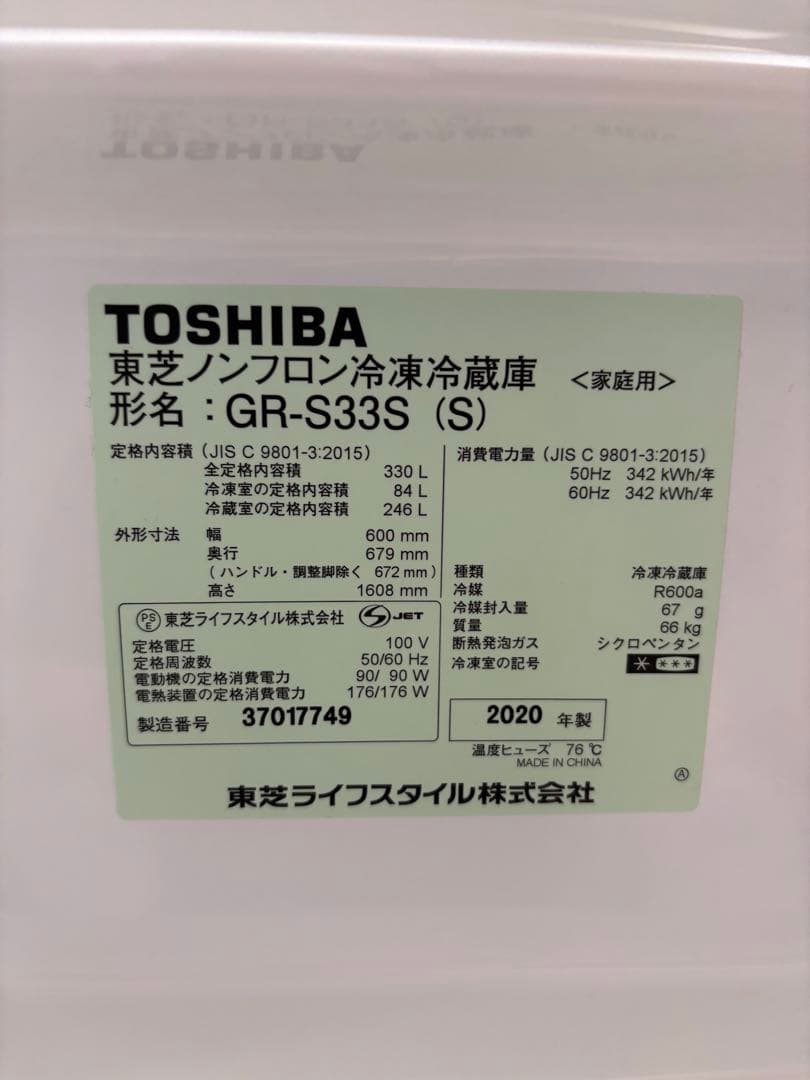 TOSHIBA
東芝ノンフロン冷凍冷蔵庫 <家庭用>
形名:GR-S33S (S)
定格内容積 (JIS C 9801-3:2015)
全定格内容積 330 L
冷凍室の定格内容積 84 L
冷蔵室の定格内容積 246 L
外形寸法 幅 600 mm
奥行 679 mm
(ハンドル・調整脚除く 672 mm)
高さ 1608 mm
消費電力量 (JIS C 9801-3:2015)
50Hz 342 kWh/年
60Hz 342 kWh/年
種類 冷凍冷蔵庫
冷媒 R600a
冷媒封入量 67 g
質量 66 kg
断熱発泡ガス シクロペンタン
冷凍室の記号 * ***
PSE 東芝ライフスタイル株式会社 S JET
定格電圧 100 V
定格周波数 50/60 Hz
電動機の定格消費電力 90/ 90 W
電熱装置の定格消費電力 176/176 W
製造番号 37017749
2020 年製
温度ヒューズ 76 ℃
MADE IN CHINA
Ⓐ
東芝ライフスタイル株式会社